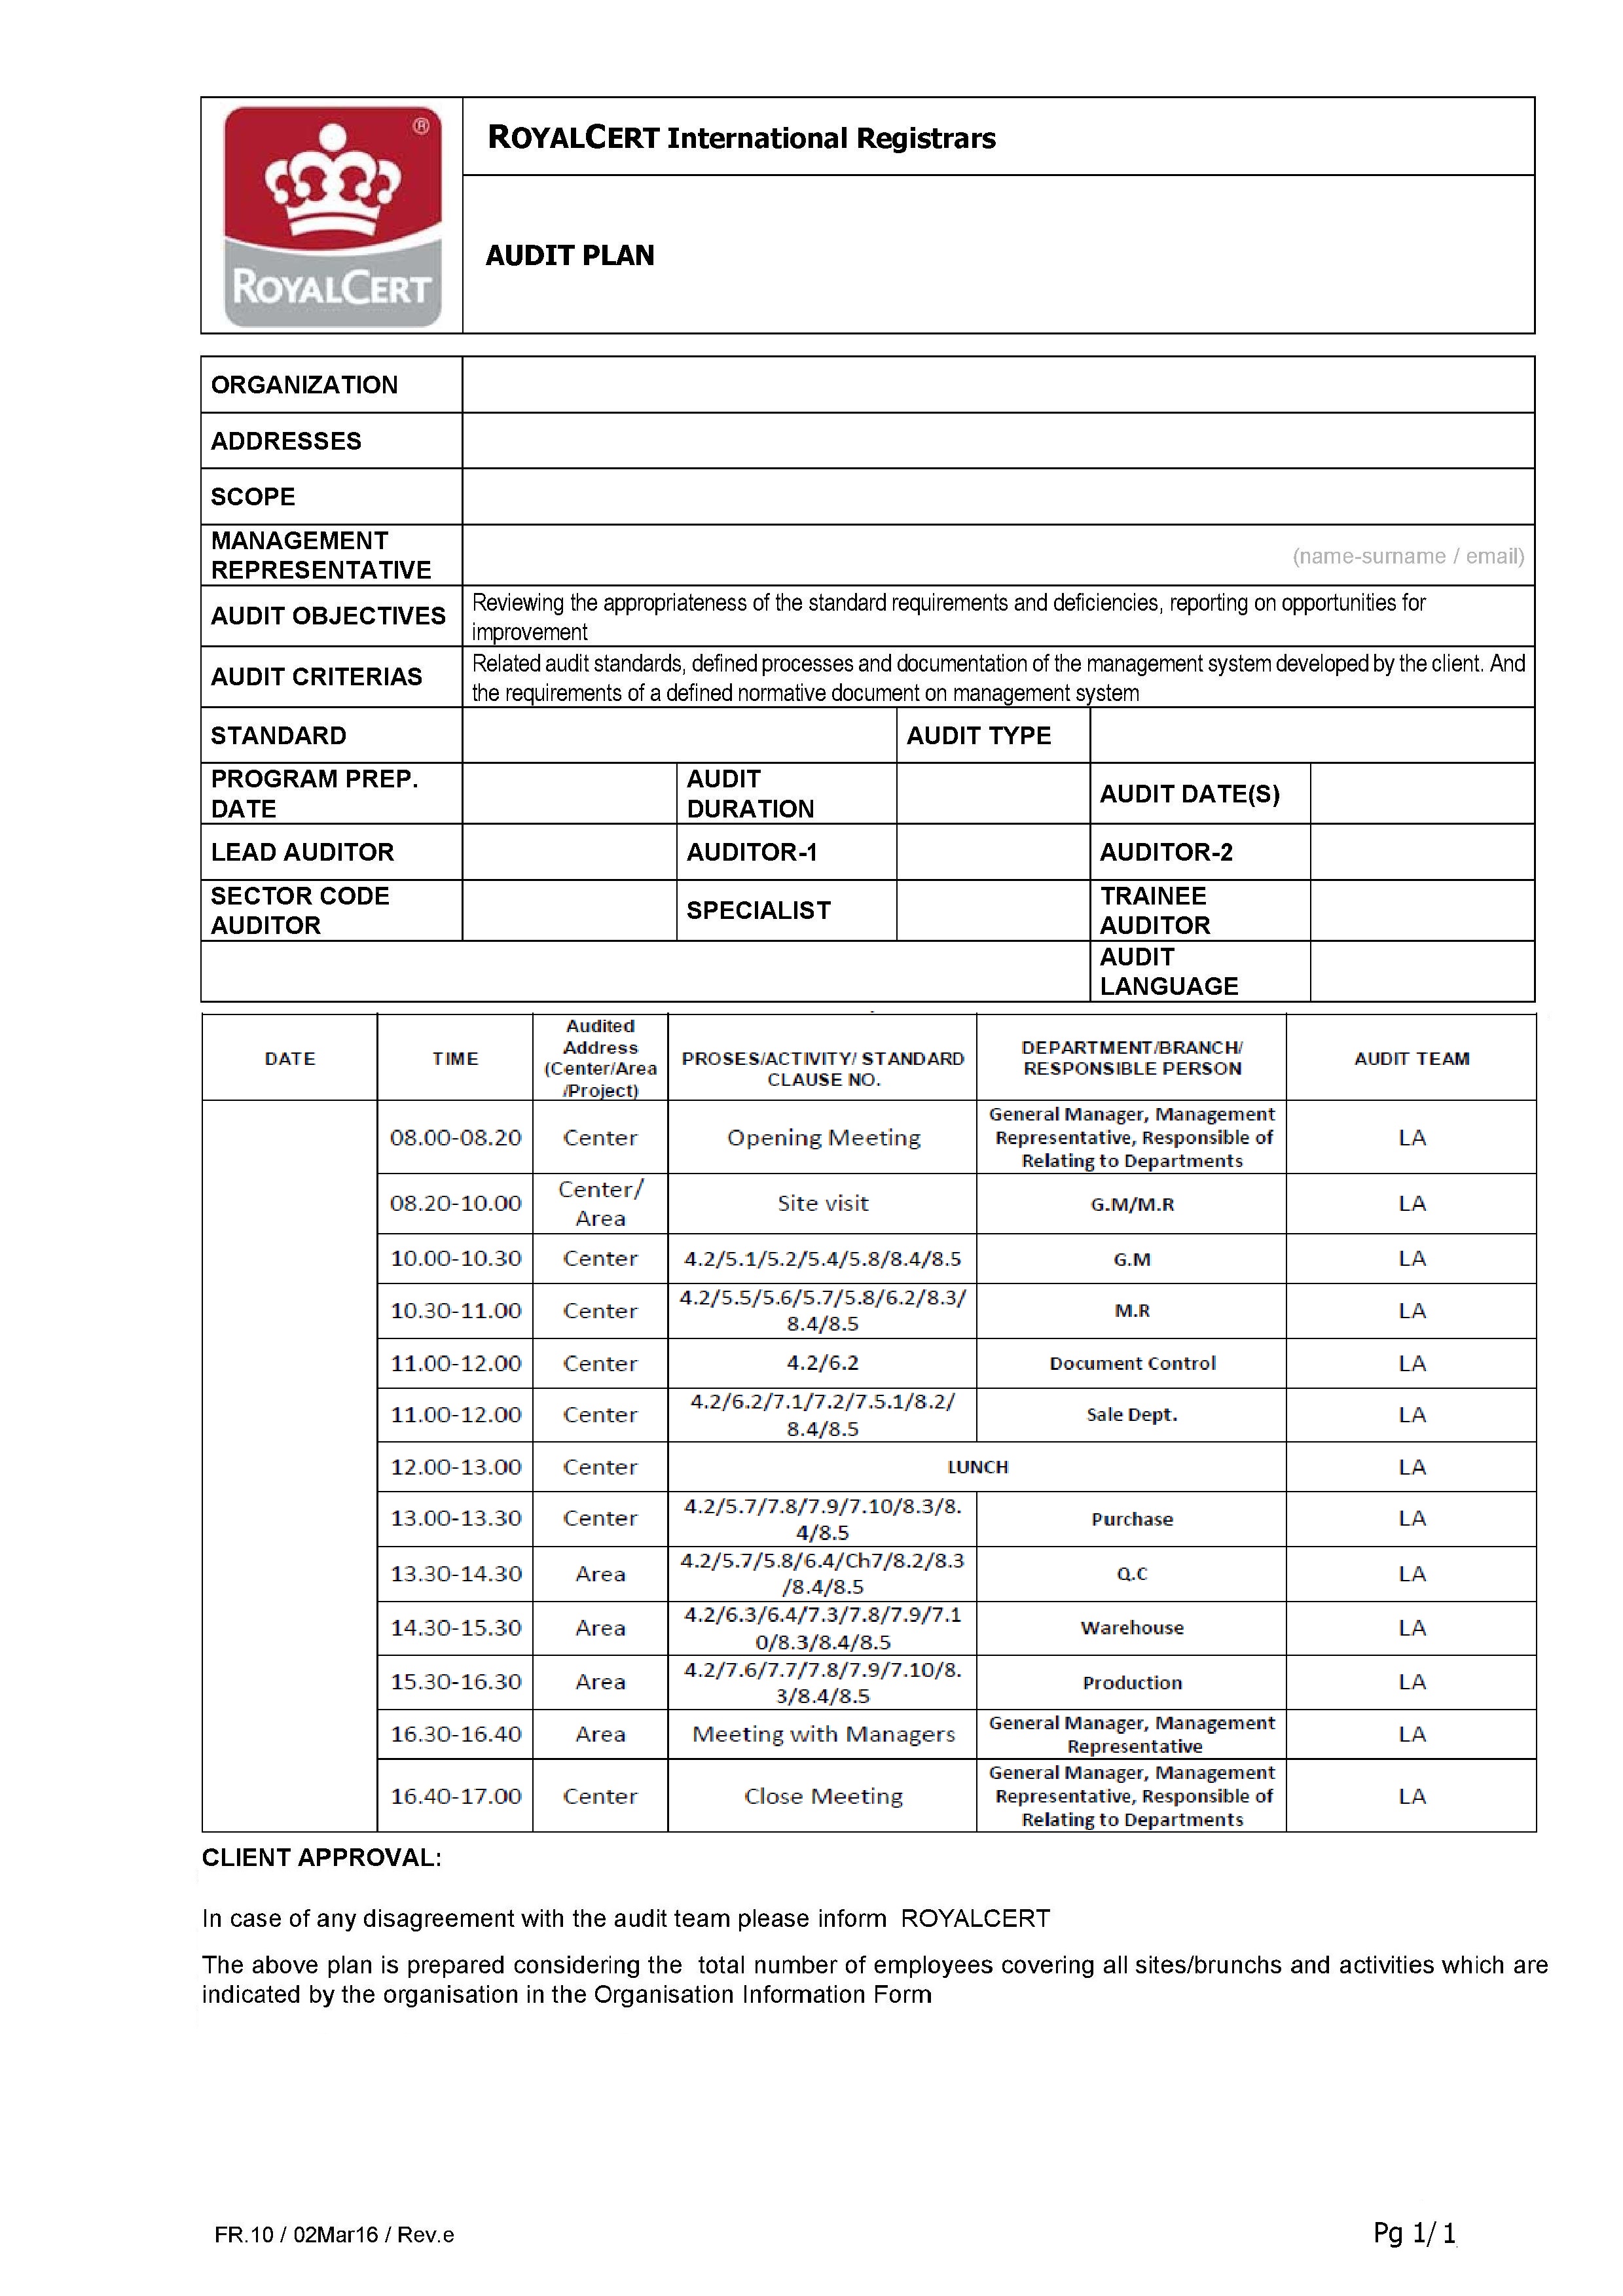 ®
ROYALCERT
ROYALCERT International Registrars
AUDIT PLAN
ORGANIZATION
ADDRESSES
SCOPE
MANAGEMENT
REPRESENTATIVE
(name-surname / email)
AUDIT OBJECTIVES
Reviewing the appropriateness of the standard requirements and deficiencies, reporting on opportunities for
improvement
AUDIT CRITERIAS
Related audit standards, defined processes and documentation of the management system developed by the client. And
the requirements of a defined normative document on management system
STANDARD
AUDIT TYPE
PROGRAM PREP.
DATE
AUDIT
DURATION
AUDIT DATE(S)
LEAD AUDITOR
AUDITOR-1
AUDITOR-2
SECTOR CODE
AUDITOR
SPECIALIST
TRAINEE
AUDITOR
AUDIT
LANGUAGE
DATE
TIME
Audited
Address
(Center/Area
/Project)
PROSES/ACTIVITY/ STANDARD
CLAUSE NO.
DEPARTMENT/BRANCH/
RESPONSIBLE PERSON
AUDIT TEAM
08.00-08.20
Center
Opening Meeting
General Manager, Management
Representative, Responsible of
Relating to Departments
LA
08.20-10.00
Center/
Area
Site visit
G.M/M.R
LA
10.00-10.30
Center
4.2/5.1/5.2/5.4/5.8/8.4/8.5
G.M
LA
10.30-11.00
Center
4.2/5.5/5.6/5.7/5.8/6.2/8.3/
8.4/8.5
M.R
LA
11.00-12.00
Center
4.2/6.2
Document Control
LA
11.00-12.00
Center
4.2/6.2/7.1/7.2/7.5.1/8.2/
8.4/8.5
Sale Dept.
LA
12.00-13.00
Center
LUNCH
LA
13.00-13.30
Center
4.2/5.7/7.8/7.9/7.10/8.3/8.
4/8.5
Purchase
LA
13.30-14.30
Area
4.2/5.7/5.8/6.4/Ch7/8.2/8.3
/8.4/8.5
Q.C
LA
14.30-15.30
Area
4.2/6.3/6.4/7.3/7.8/7.9/7.1
0/8.3/8.4/8.5
Warehouse
LA
15.30-16.30
Area
4.2/7.6/7.7/7.8/7.9/7.10/8.
3/8.4/8.5
Production
LA
16.30-16.40
Area
Meeting with Managers
General Manager, Management
Representative
LA
16.40-17.00
Center
Close Meeting
General Manager, Management
Representative, Responsible of
Relating to Departments
LA
CLIENT APPROVAL:
In case of any disagreement with the audit team please inform ROYALCERT
The above plan is prepared considering the total number of employees covering all sites/brunchs and activities which are
indicated by the organisation in the Organisation Information Form
FR.10 / 02Mar16 / Rev.e
Pg 1/ 1